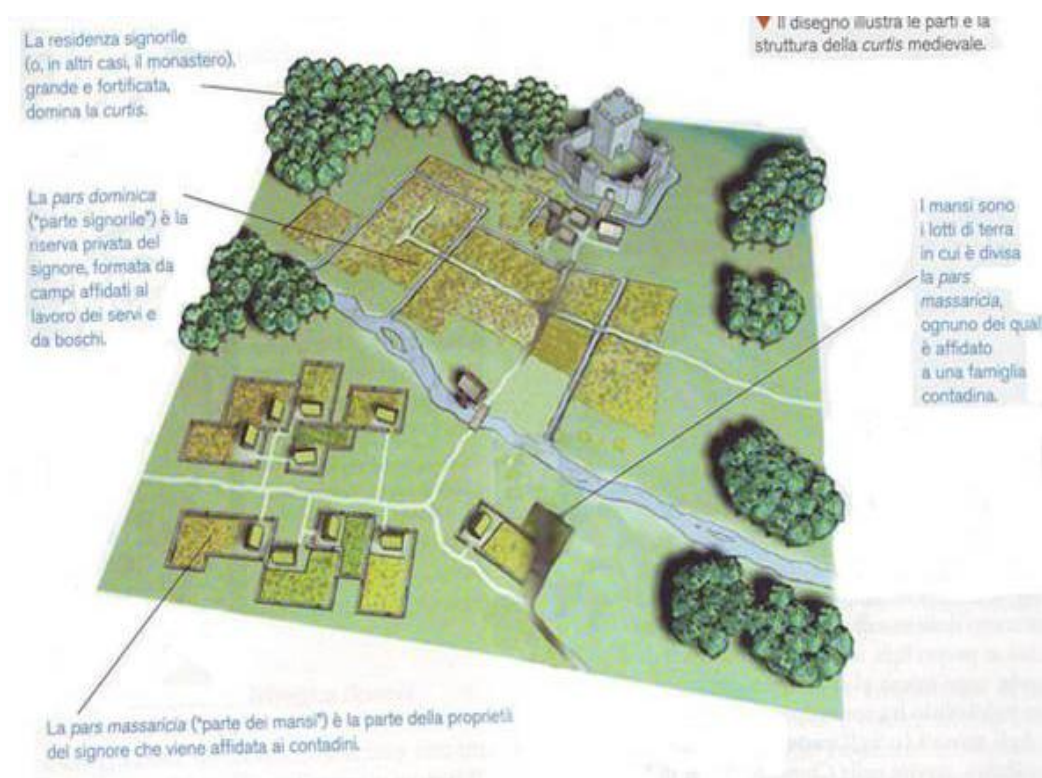 ▼ Il disegno illustra le parti e la
struttura della curtis medievale.
La residenza signorile
(o, in altri casi, il monastero),
grande e fortificata,
domina la curtis.
La pars dominica
("parte signorile") è la
riserva privata del
signore, formata da
campi affidati al
lavoro dei servi e
da boschi.
I mansi sono
i lotti di terra
in cui è divisa
la pars
massaricia,
ognuno dei qual
è affidato
a una famiglia
contadina.
La pars massaricia ("parte dei mansi") è la parte della proprietà
del signore che viene affidata ai contadini.